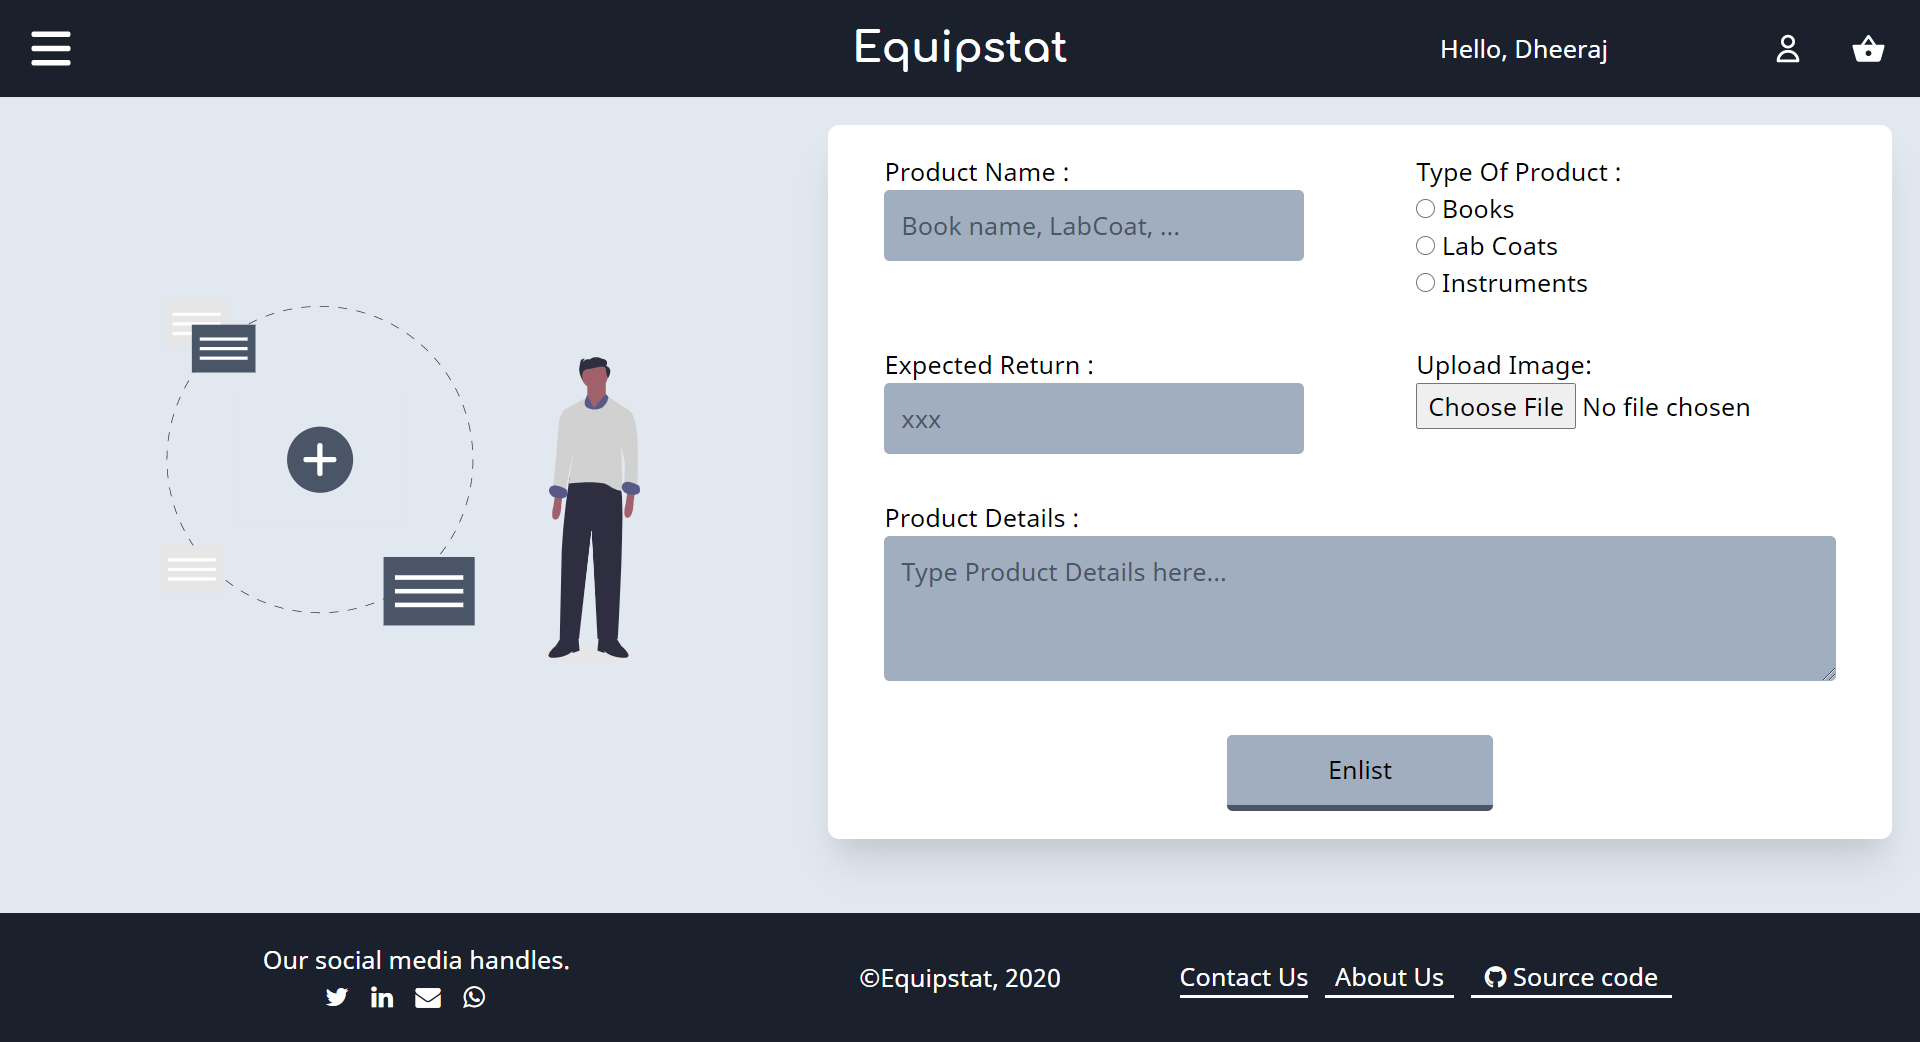 Equipstat
Hello, Dheeraj
Product Name :
Book name, LabCoat, ...
Type Of Product :
Books
Lab Coats
Instruments
Expected Return :
xxx
Upload Image:
Choose File No file chosen
Product Details :
Type Product Details here...
Enlist
Our social media handles.
©Equipstat, 2020
Contact Us
About Us
Source code